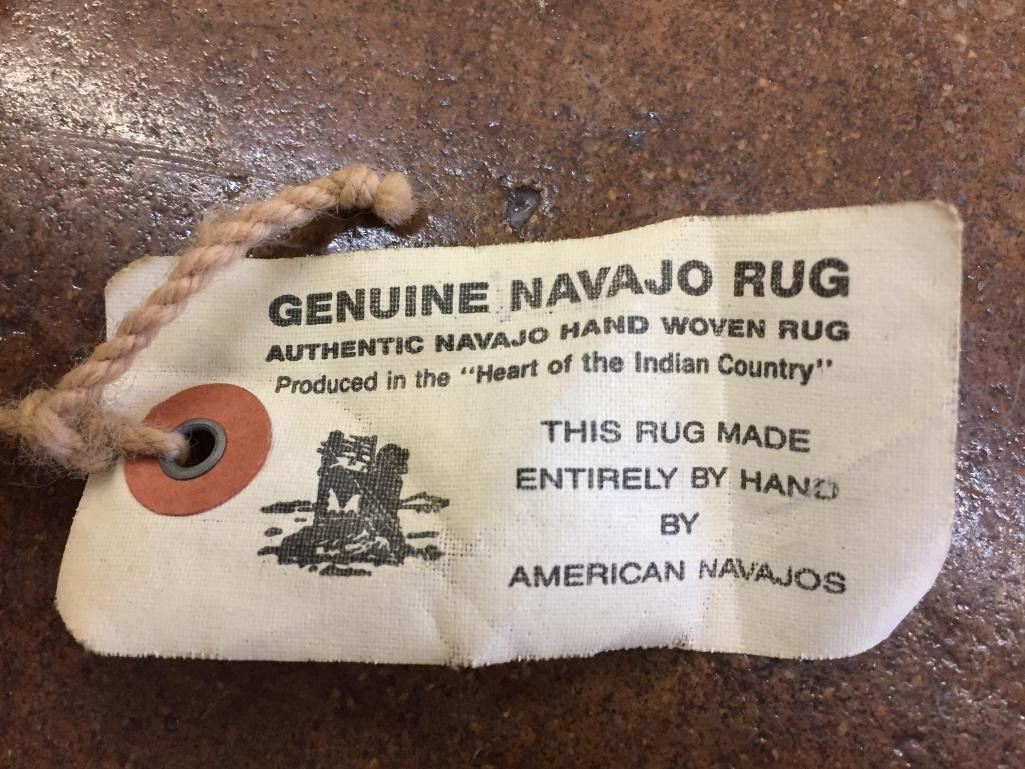 GENUINE NAVAJO RUG
AUTHENTIC NAVAJO HAND WOVEN RUG
Produced in the "Heart of the Indian Country"
THIS RUG MADE
ENTIRELY BY HAND
BY
AMERICAN NAVAJOS